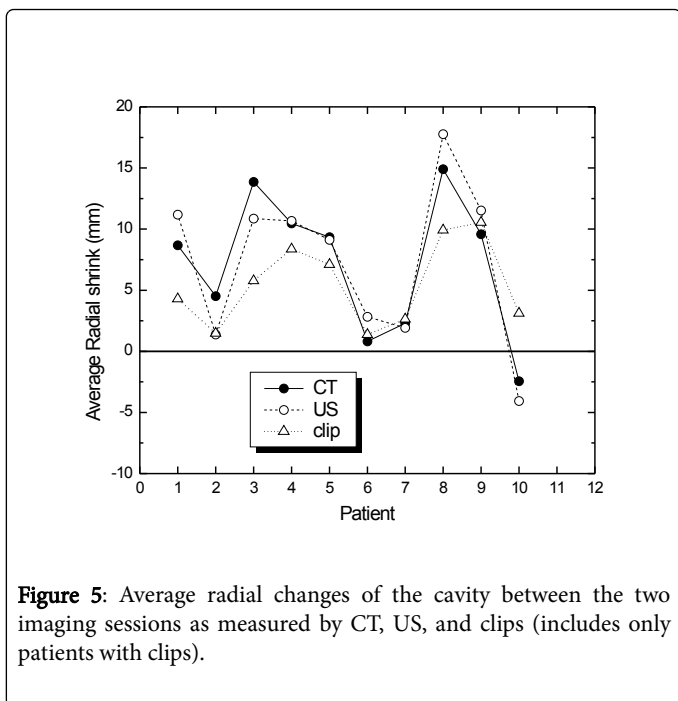 20
15
10
5
0
-5
-10
Average Radial shrink (mm)
CT
US
clip
0 1 2 3 4 5 6 7 8 9 10 11 12
Patient
Figure 5: Average radial changes of the cavity between the two
imaging sessions as measured by CT, US, and clips (includes only
patients with clips).